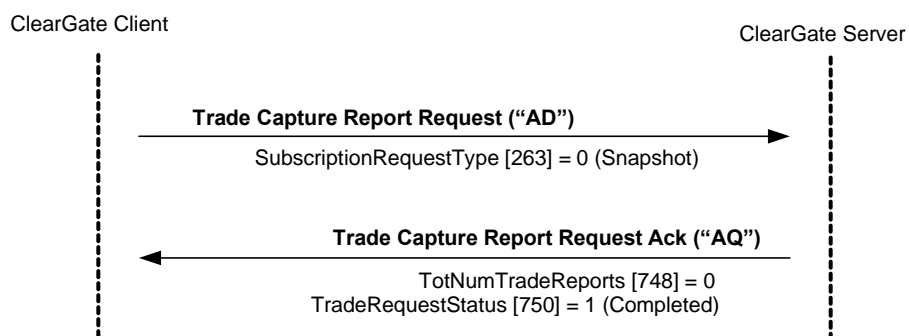 ClearGate Client
ClearGate Server
Trade Capture Report Request (“AD”)
SubscriptionRequestType [263] = 0 (Snapshot)
Trade Capture Report Request Ack (“AQ”)
TotNumTradeReports [748] = 0
TradeRequestStatus [750] = 1 (Completed)